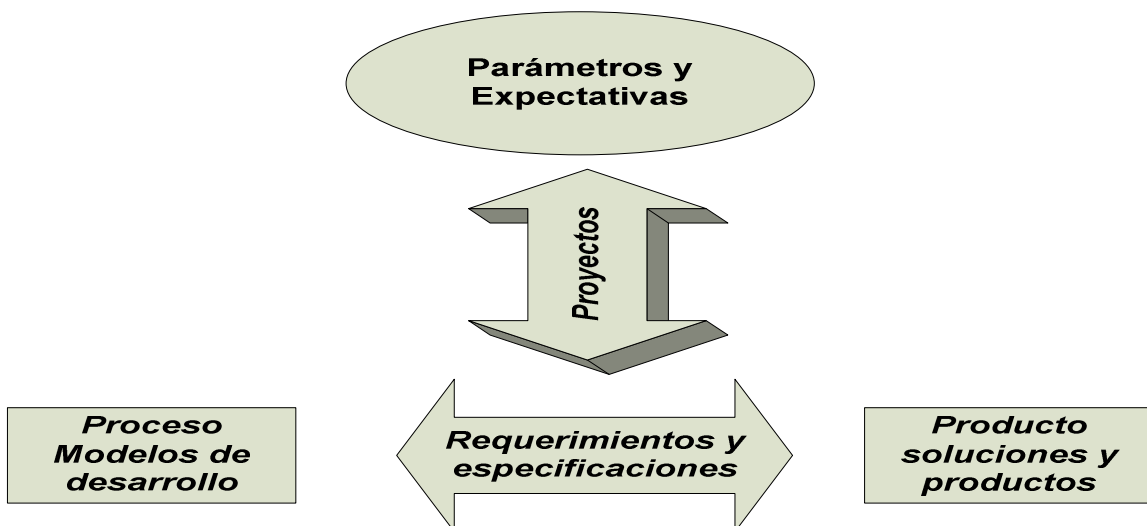 Parámetros y
Expectativas
Proyectos
Proceso
Modelos de
desarrollo
Requerimientos y
especificaciones
Producto
soluciones y
productos